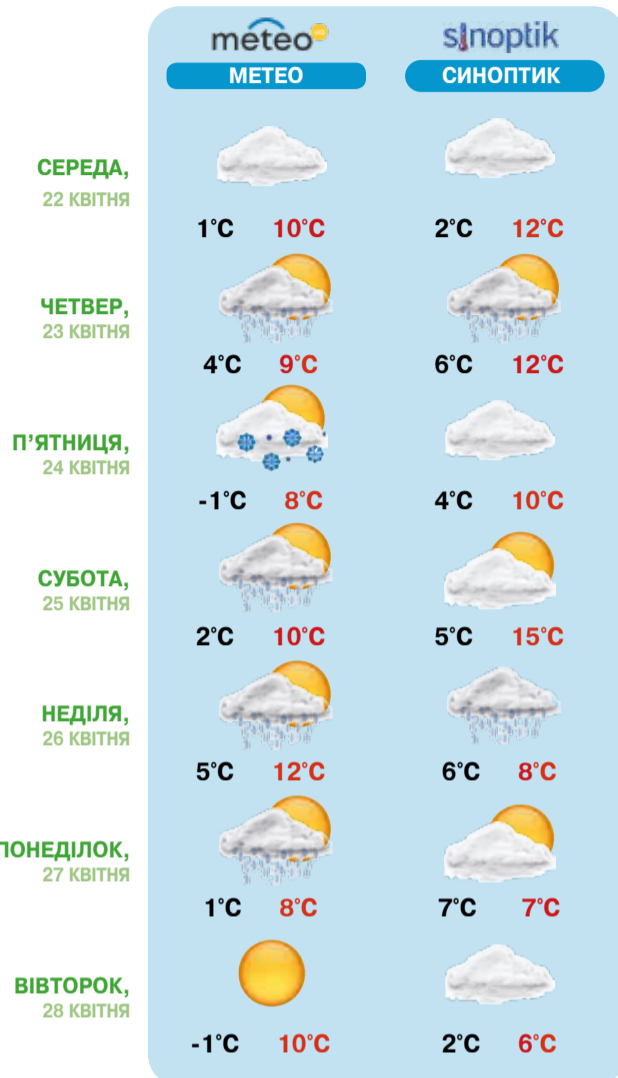 meteo UA
sinoptik
МЕТЕО
СИНОПТИК
СЕРЕДА,
22 КВІТНЯ
1°C 10°C 2°C 12°C
ЧЕТВЕР,
23 КВІТНЯ
4°C 9°C 6°C 12°C
П’ЯТНИЦЯ,
24 КВІТНЯ
-1°C 8°C 4°C 10°C
СУБОТА,
25 КВІТНЯ
2°C 10°C 5°C 15°C
НЕДІЛЯ,
26 КВІТНЯ
5°C 12°C 6°C 8°C
ПОНЕДІЛОК,
27 КВІТНЯ
1°C 8°C 7°C 7°C
ВІВТОРОК,
28 КВІТНЯ
-1°C 10°C 2°C 6°C